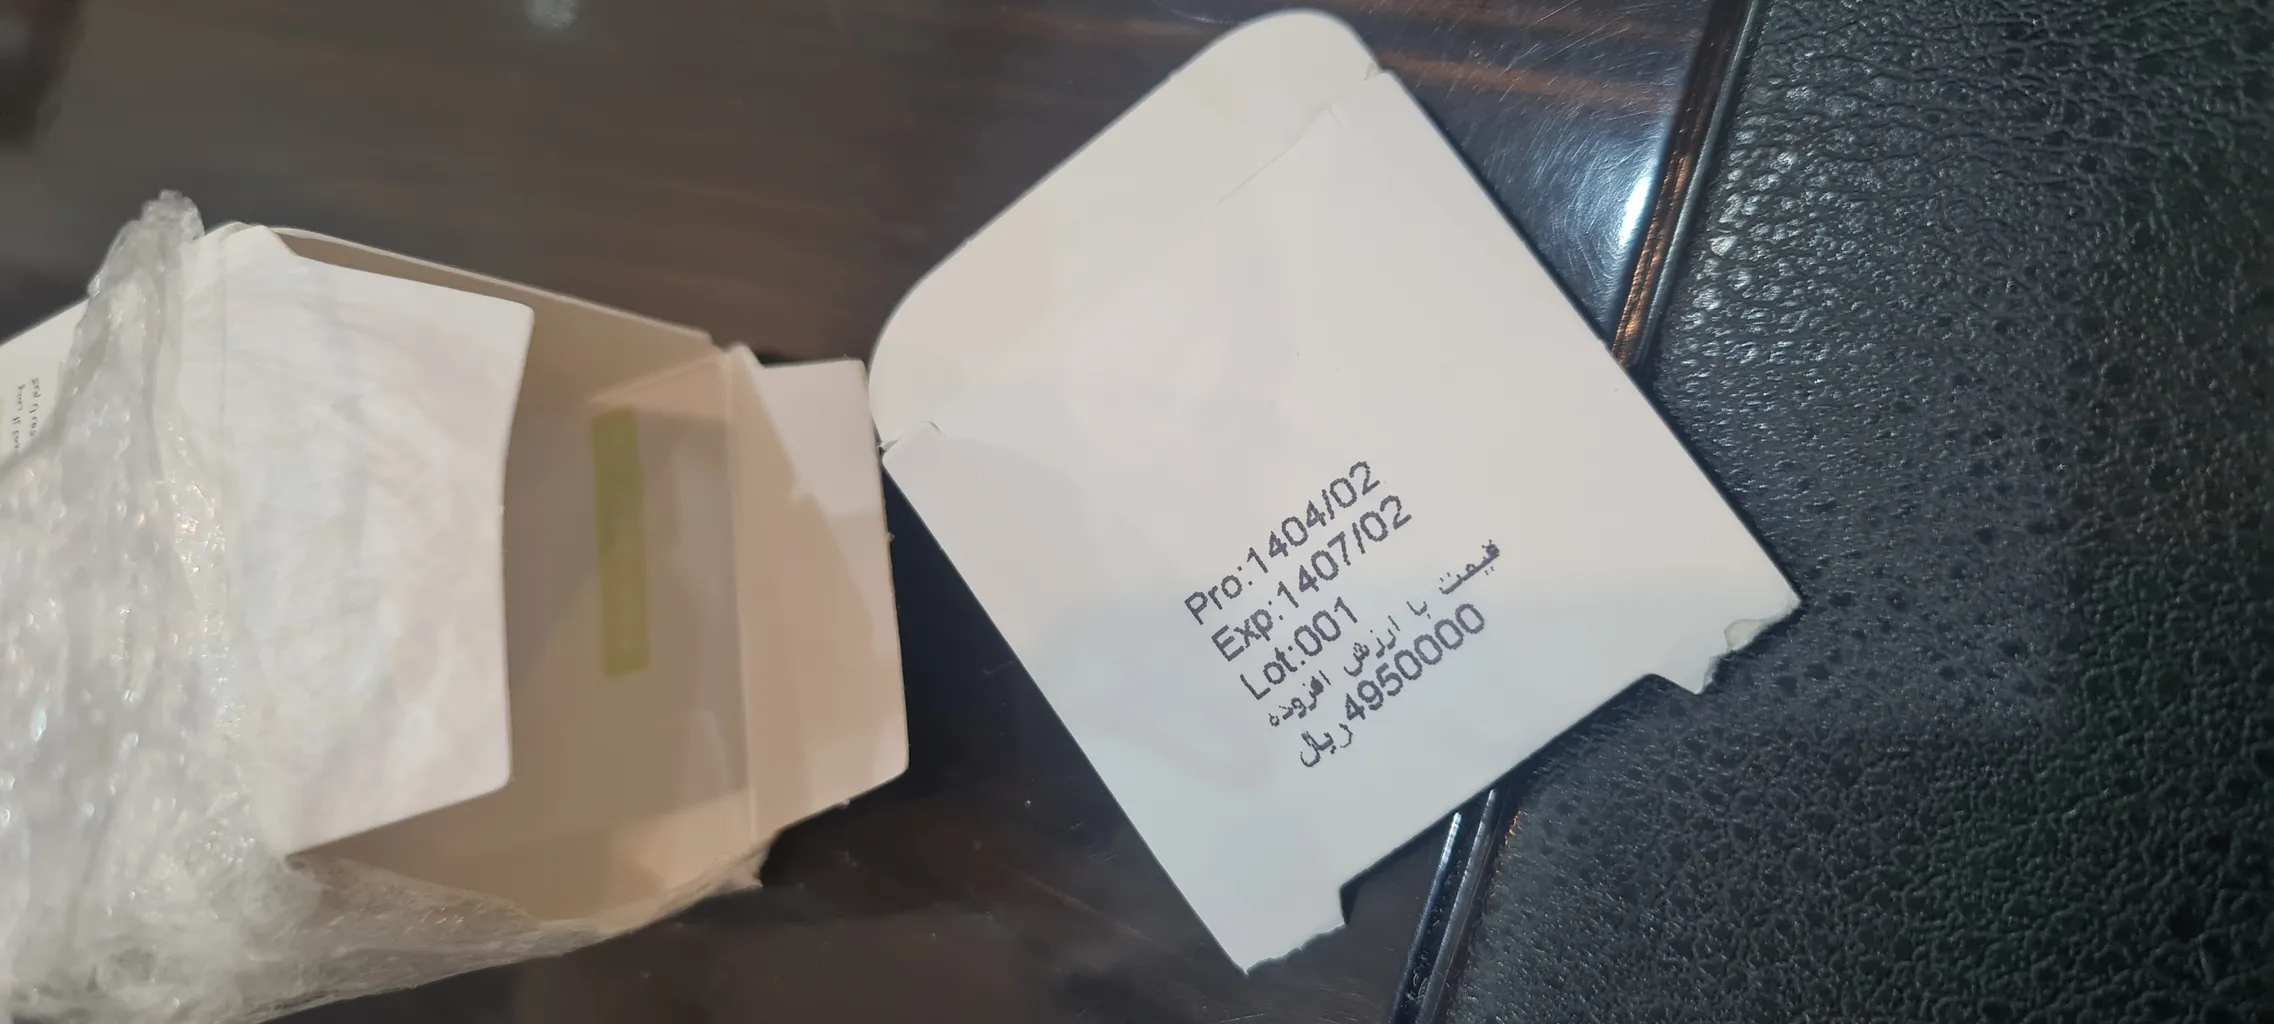 Pro:1404/02
Exp:1407/02
Lot:001
قیمت با ارزش افزوده
4950000ریال